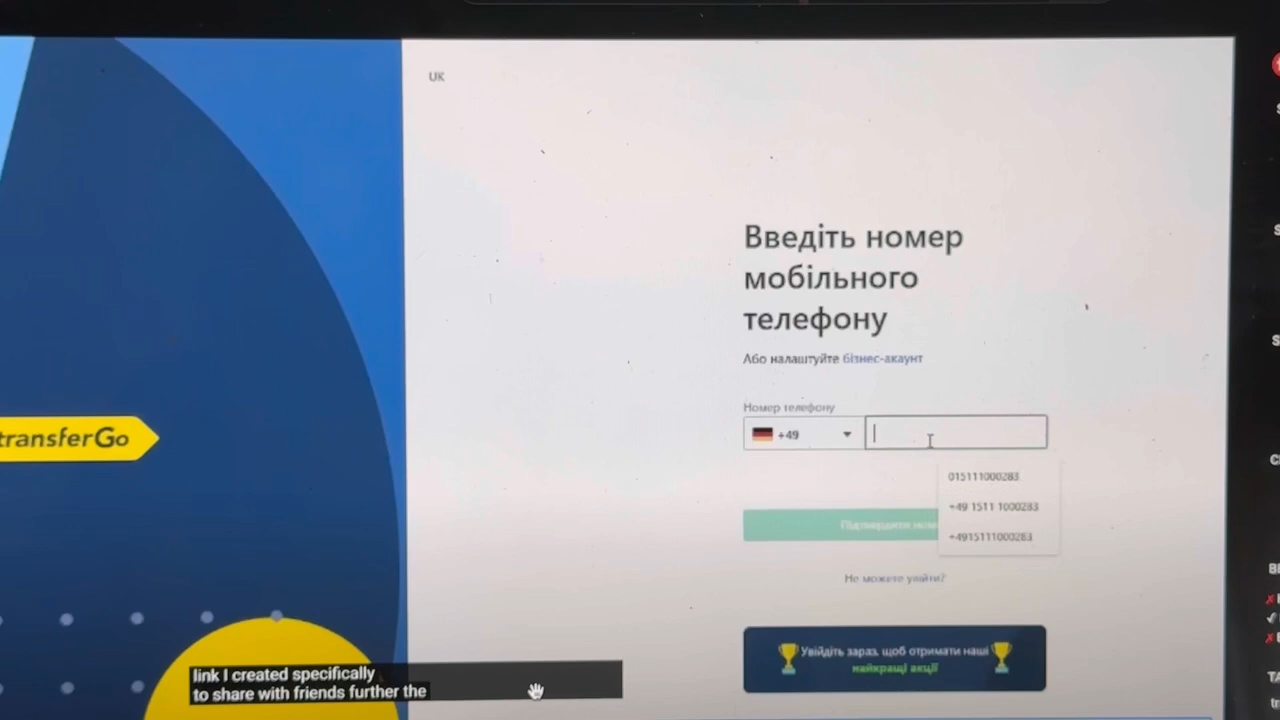 UK
Введіть номер
мобільного
телефону
Або налаштуйте бізнес-акаунт
Номер телефону
+49
015111000283
+49 1511 1000283
+4915111000283
Підтвердити
Не можете увійти?
Увійдіть зараз, щоб отримати наші
найкращі акції
transferGo
link I created specifically
to share with friends further the